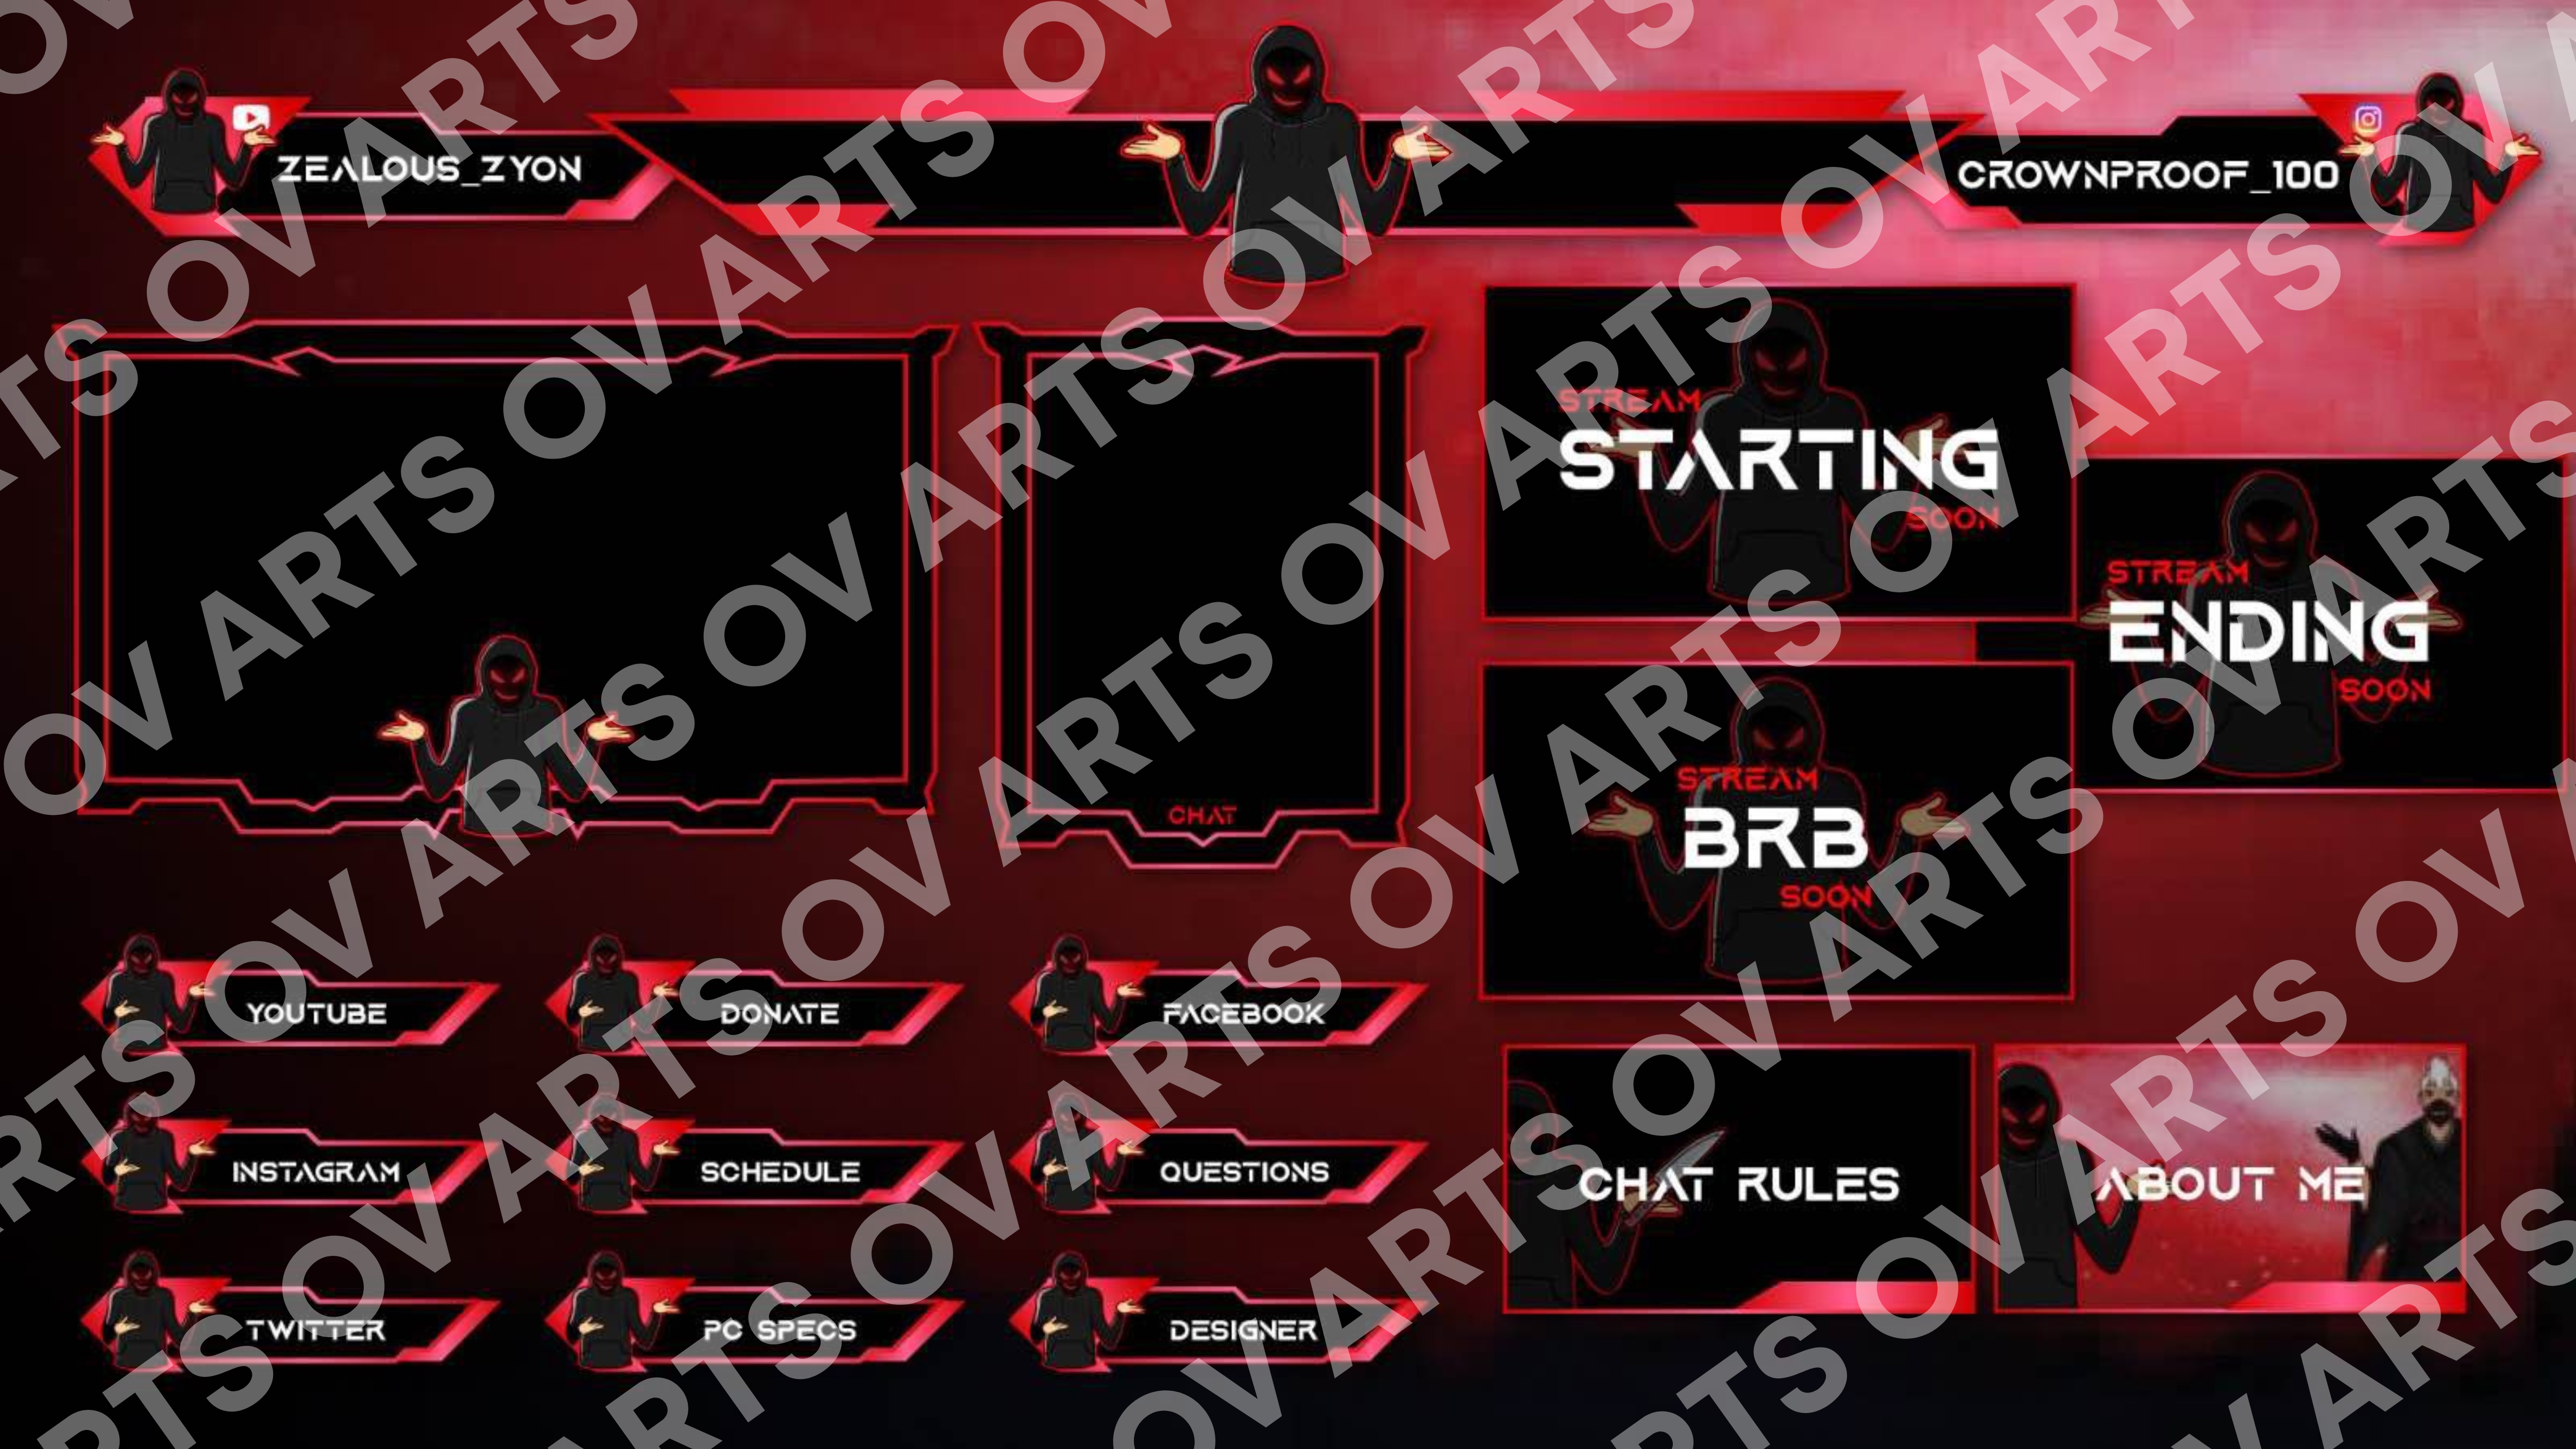 ZEALOUS_ZYON
CROWNPROOF_100
STREAM
STARTING
SOON
STREAM
ENDING
SOON
STREAM
BRB
SOON
CHAT
YOUTUBE
DONATE
FACEBOOK
INSTAGRAM
SCHEDULE
QUESTIONS
TWITTER
PC SPECS
DESIGNER
CHAT RULES
ABOUT ME
OV ARTS OV ARTS OV ARTS OV ARTS